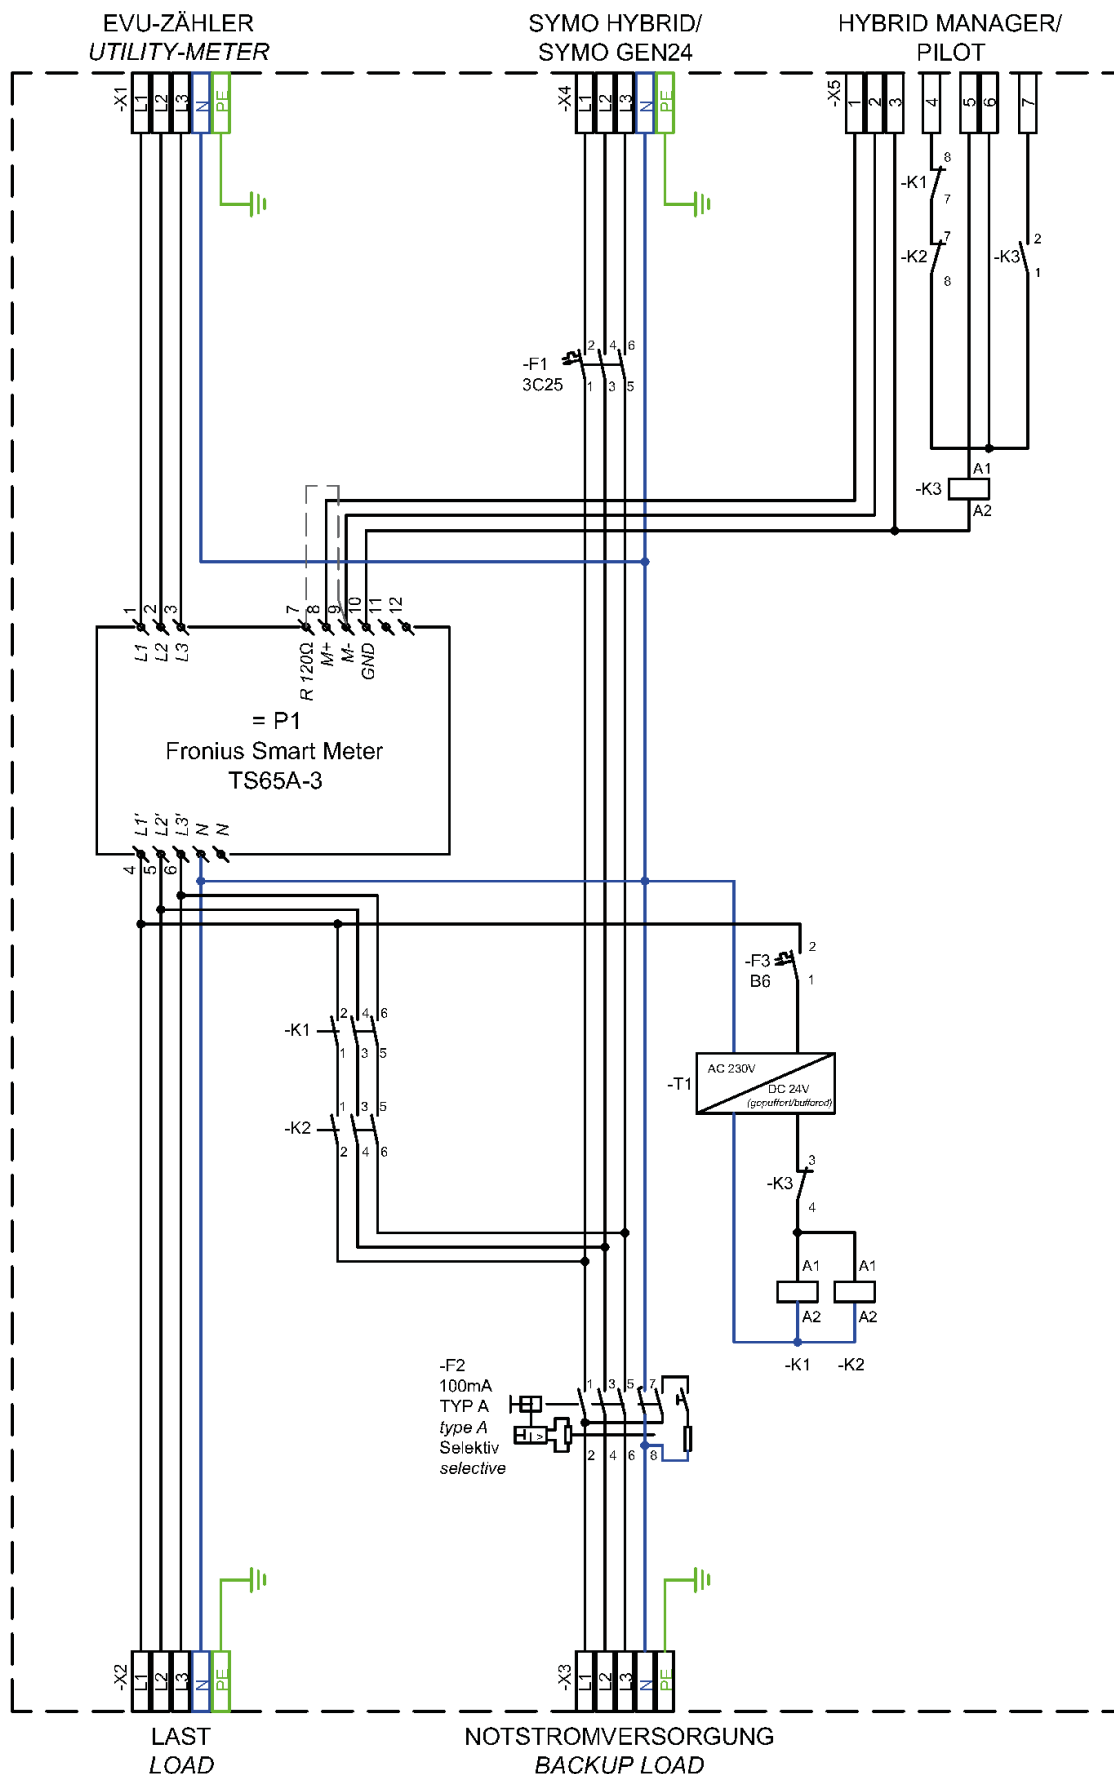 EVU-ZÄHLER
UTILITY-METER
SYMO HYBRID/
SYMO GEN24
HYBRID MANAGER/
PILOT
-X1
L1
L2
L3
N
PE
-X4
L1
L2
L3
N
PE
-X5
1
2
3
4
5
6
7
8
-K1
7
7
-K2
8
2
-K3
1
-F1
3C25
2
4
6
1
3
5
A1
-K3
A2
1
2
3
7
8
9
10
11
12
L1
L2
L3
R 120Ω
M+
M-
GND
= P1
Fronius Smart Meter
TS65A-3
L1'
L2'
L3'
N
N
4
5
6
-F3
B6
2
1
-K1
2
4
6
1
3
5
-K2
1
3
5
2
4
6
-T1
AC 230V
DC 24V
(gepuffert/buffered)
-K3
3
4
A1
A2
A1
A2
-K1
-K2
-F2
100mA
TYP A
type A
Selektiv
selective
1
3
5
7
I >
2
4
6
8
-X2
L1
L2
L3
N
PE
-X3
L1
L2
L3
N
PE
LAST
LOAD
NOTSTROMVERSORGUNG
BACKUP LOAD